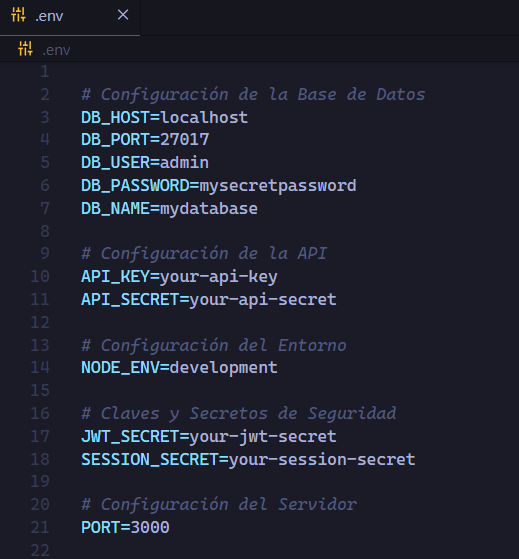 .env
.env
1
2 # Configuración de la Base de Datos
3 DB_HOST=localhost
4 DB_PORT=27017
5 DB_USER=admin
6 DB_PASSWORD=mysecretpassword
7 DB_NAME=mydatabase
8
9 # Configuración de la API
10 API_KEY=your-api-key
11 API_SECRET=your-api-secret
12
13 # Configuración del Entorno
14 NODE_ENV=development
15
16 # Claves y Secretos de Seguridad
17 JWT_SECRET=your-jwt-secret
18 SESSION_SECRET=your-session-secret
19
20 # Configuración del Servidor
21 PORT=3000
22